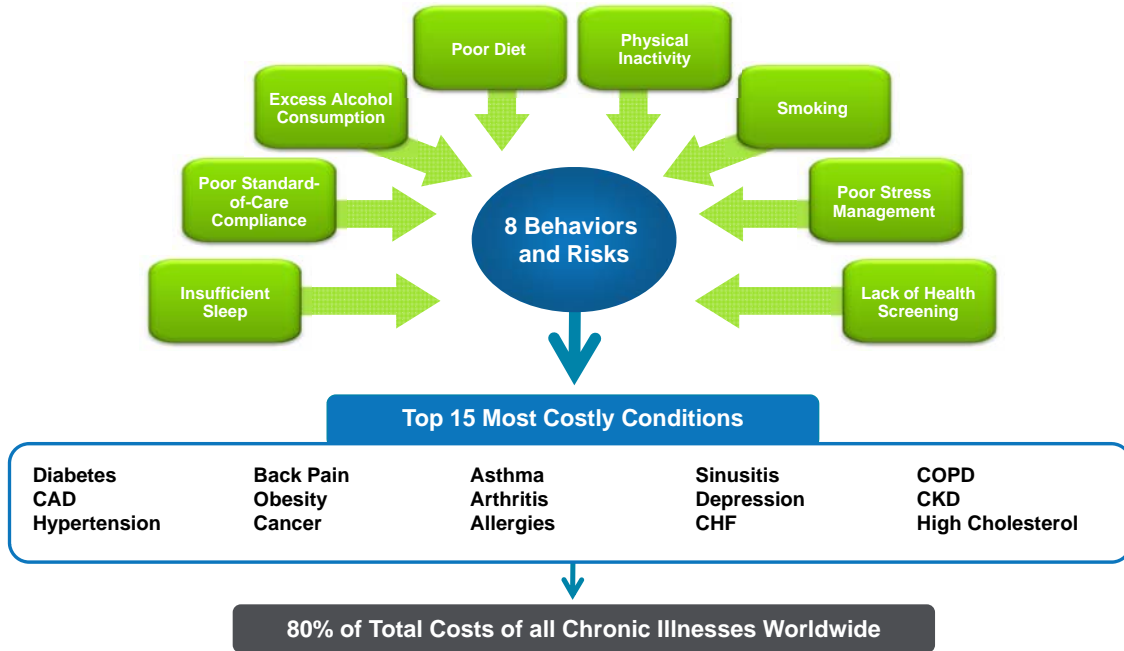 Poor Diet
Physical
Inactivity
Excess Alcohol
Consumption
Smoking
Poor Standard-
of-Care
Compliance
Poor Stress
Management
8 Behaviors
and Risks
Insufficient
Sleep
Lack of Health
Screening
Top 15 Most Costly Conditions
Diabetes
CAD
Hypertension
Back Pain
Obesity
Cancer
Asthma
Arthritis
Allergies
Sinusitis
Depression
CHF
COPD
CKD
High Cholesterol
80% of Total Costs of all Chronic Illnesses Worldwide